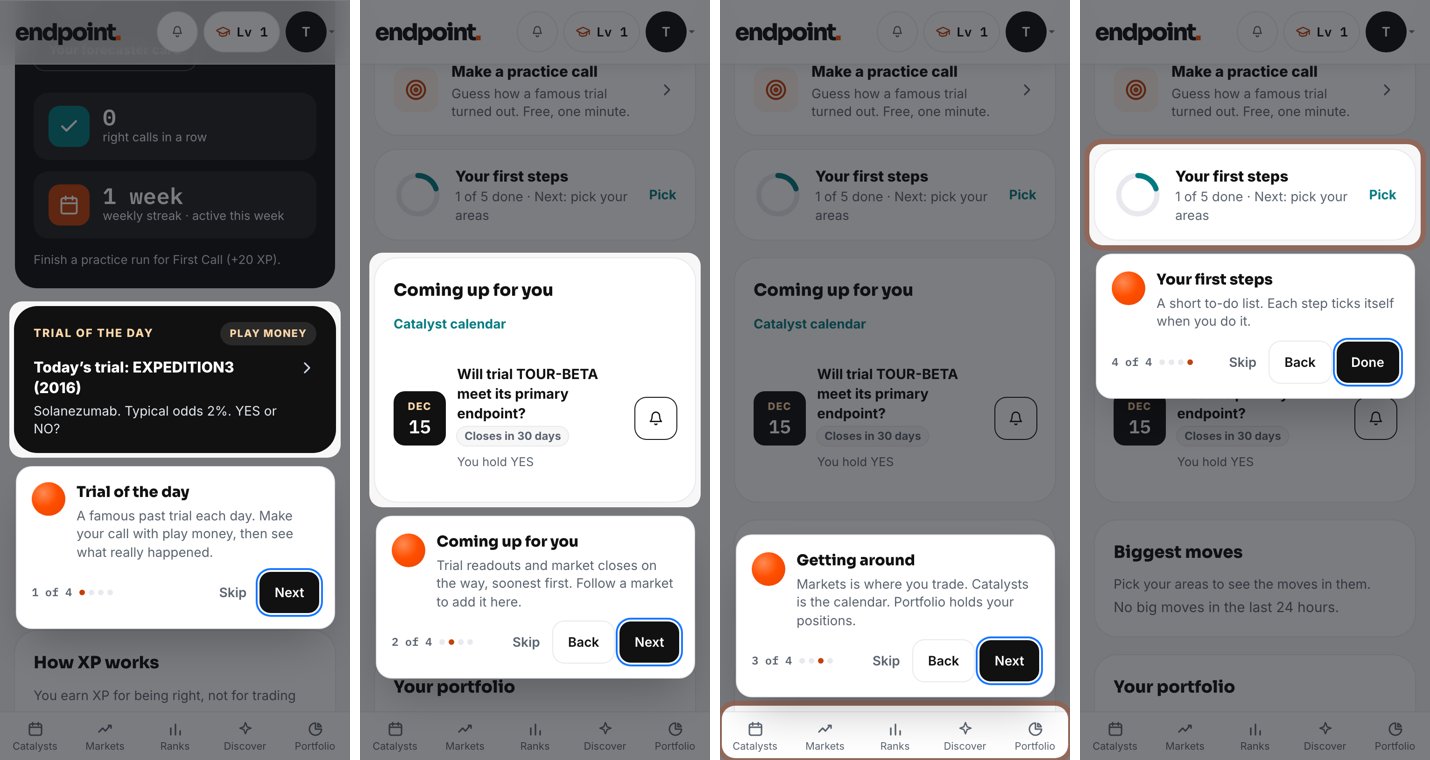 endpoint.
Lv 1
T
Your forecaster card
0
right calls in a row
1 week
weekly streak · active this week
Finish a practice run for First Call (+20 XP).
TRIAL OF THE DAY
PLAY MONEY
Today’s trial: EXPEDITION3
(2016)
Solanezumab. Typical odds 2%. YES or
NO?
Trial of the day
A famous past trial each day. Make
your call with play money, then see
what really happened.
1 of 4
Skip
Next
How XP works
You earn XP for being right, not for trading
Catalysts
Markets
Ranks
Discover
Portfolio
endpoint.
Lv 1
T
Make a practice call
Guess how a famous trial
turned out. Free, one minute.
Your first steps
1 of 5 done · Next: pick your
areas
Pick
Coming up for you
Catalyst calendar
DEC
15
Will trial TOUR-BETA
meet its primary
endpoint?
Closes in 30 days
You hold YES
Coming up for you
Trial readouts and market closes on
the way, soonest first. Follow a market
to add it here.
2 of 4
Skip
Back
Next
Your portfolio
Catalysts
Markets
Ranks
Discover
Portfolio
endpoint.
Lv 1
T
Make a practice call
Guess how a famous trial
turned out. Free, one minute.
Your first steps
1 of 5 done · Next: pick your
areas
Pick
Coming up for you
Catalyst calendar
DEC
15
Will trial TOUR-BETA
meet its primary
endpoint?
Closes in 30 days
You hold YES
Getting around
Markets is where you trade. Catalysts
is the calendar. Portfolio holds your
positions.
3 of 4
Skip
Back
Next
Catalysts
Markets
Ranks
Discover
Portfolio
endpoint.
Lv 1
T
Make a practice call
Guess how a famous trial
turned out. Free, one minute.
Your first steps
1 of 5 done · Next: pick your
areas
Pick
Your first steps
A short to-do list. Each step ticks itself
when you do it.
4 of 4
Skip
Back
Done
DEC
15
endpoint?
Closes in 30 days
You hold YES
Biggest moves
Pick your areas to see the moves in them.
No big moves in the last 24 hours.
Your portfolio
Catalysts
Markets
Ranks
Discover
Portfolio